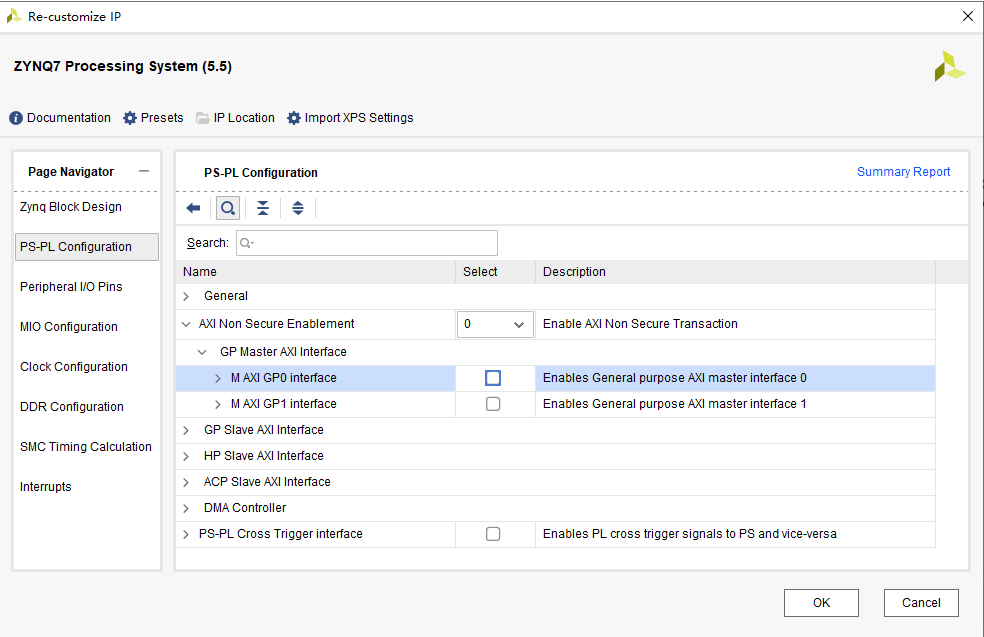 Re-customize IP
ZYNQ7 Processing System (5.5)
Documentation Presets IP Location Import XPS Settings
Page Navigator
Zynq Block Design
PS-PL Configuration
Peripheral I/O Pins
MIO Configuration
Clock Configuration
DDR Configuration
SMC Timing Calculation
Interrupts
PS-PL Configuration Summary Report
Search:
Name Select Description
General
AXI Non Secure Enablement 0 Enable AXI Non Secure Transaction
GP Master AXI Interface
M AXI GP0 interface Enables General purpose AXI master interface 0
M AXI GP1 interface Enables General purpose AXI master interface 1
GP Slave AXI Interface
HP Slave AXI Interface
ACP Slave AXI Interface
DMA Controller
PS-PL Cross Trigger interface Enables PL cross trigger signals to PS and vice-versa
OK Cancel